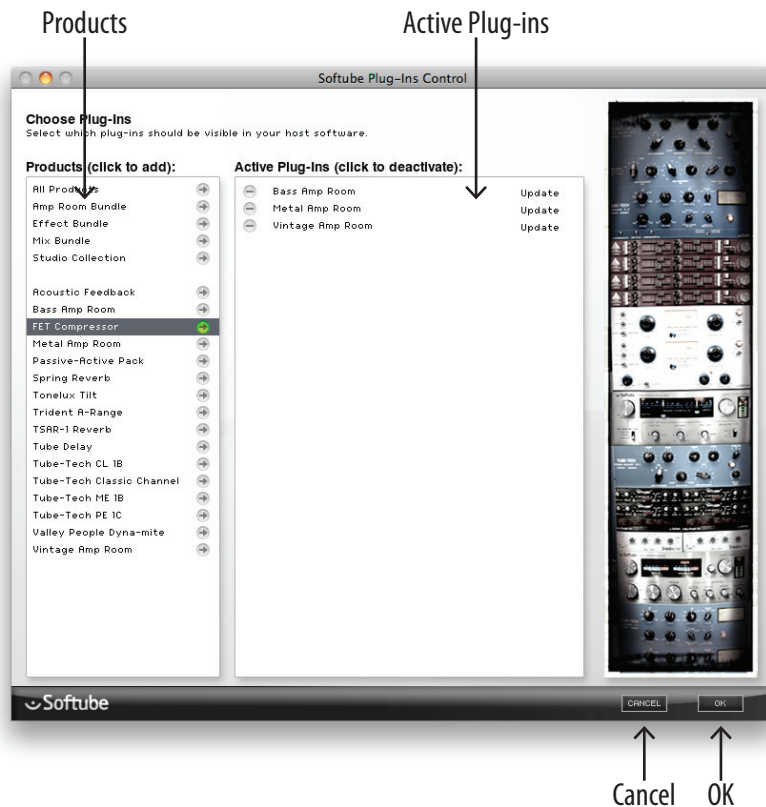 Products Active Plug-ins
Softube Plug-Ins Control
Choose Plug-Ins
Select which plug-ins should be visible in your host software.
Products (click to add): Active Plug-Ins (click to deactivate):
All Products
Amp Room Bundle
Effect Bundle
Mix Bundle
Studio Collection
Acoustic Feedback
Bass Amp Room
FET Compressor
Metal Amp Room
Passive-Active Pack
Spring Reverb
Tonelux Tilt
Trident A-Range
TSAR-1 Reverb
Tube Delay
Tube-Tech CL 1B
Tube-Tech Classic Channel
Tube-Tech ME 1B
Tube-Tech PE 1C
Valley People Dyna-mite
Vintage Amp Room
Bass Amp Room Update
Metal Amp Room Update
Vintage Amp Room Update
Softube
CANCEL OK
Cancel OK